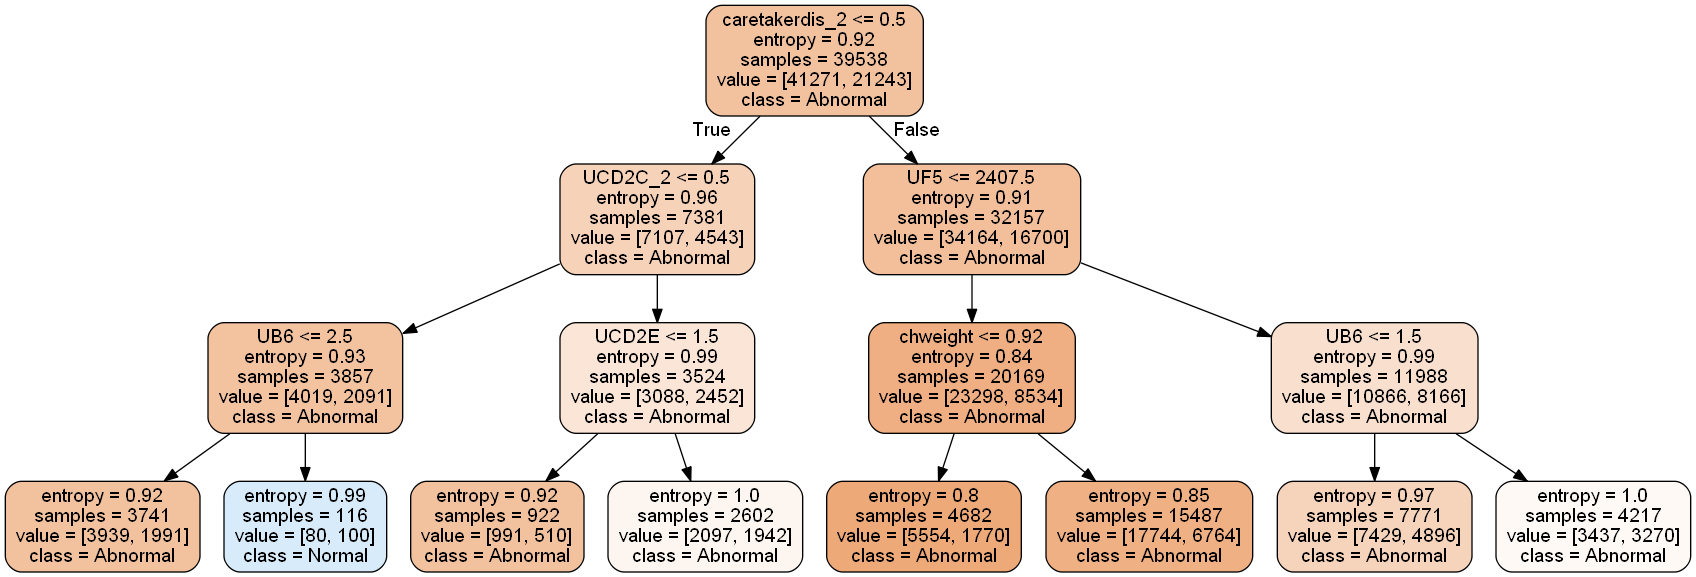 caretakerdis_2 <= 0.5
entropy = 0.92
samples = 39538
value = [41271, 21243]
class = Abnormal
True
False
UCD2C_2 <= 0.5
entropy = 0.96
samples = 7381
value = [7107, 4543]
class = Abnormal
UF5 <= 2407.5
entropy = 0.91
samples = 32157
value = [34164, 16700]
class = Abnormal
UB6 <= 2.5
entropy = 0.93
samples = 3857
value = [4019, 2091]
class = Abnormal
UCD2E <= 1.5
entropy = 0.99
samples = 3524
value = [3088, 2452]
class = Abnormal
chweight <= 0.92
entropy = 0.84
samples = 20169
value = [23298, 8534]
class = Abnormal
UB6 <= 1.5
entropy = 0.99
samples = 11988
value = [10866, 8166]
class = Abnormal
entropy = 0.92
samples = 3741
value = [3939, 1991]
class = Abnormal
entropy = 0.99
samples = 116
value = [80, 100]
class = Normal
entropy = 0.92
samples = 922
value = [991, 510]
class = Abnormal
entropy = 1.0
samples = 2602
value = [2097, 1942]
class = Abnormal
entropy = 0.8
samples = 4682
value = [5554, 1770]
class = Abnormal
entropy = 0.85
samples = 15487
value = [17744, 6764]
class = Abnormal
entropy = 0.97
samples = 7771
value = [7429, 4896]
class = Abnormal
entropy = 1.0
samples = 4217
value = [3437, 3270]
class = Abnormal